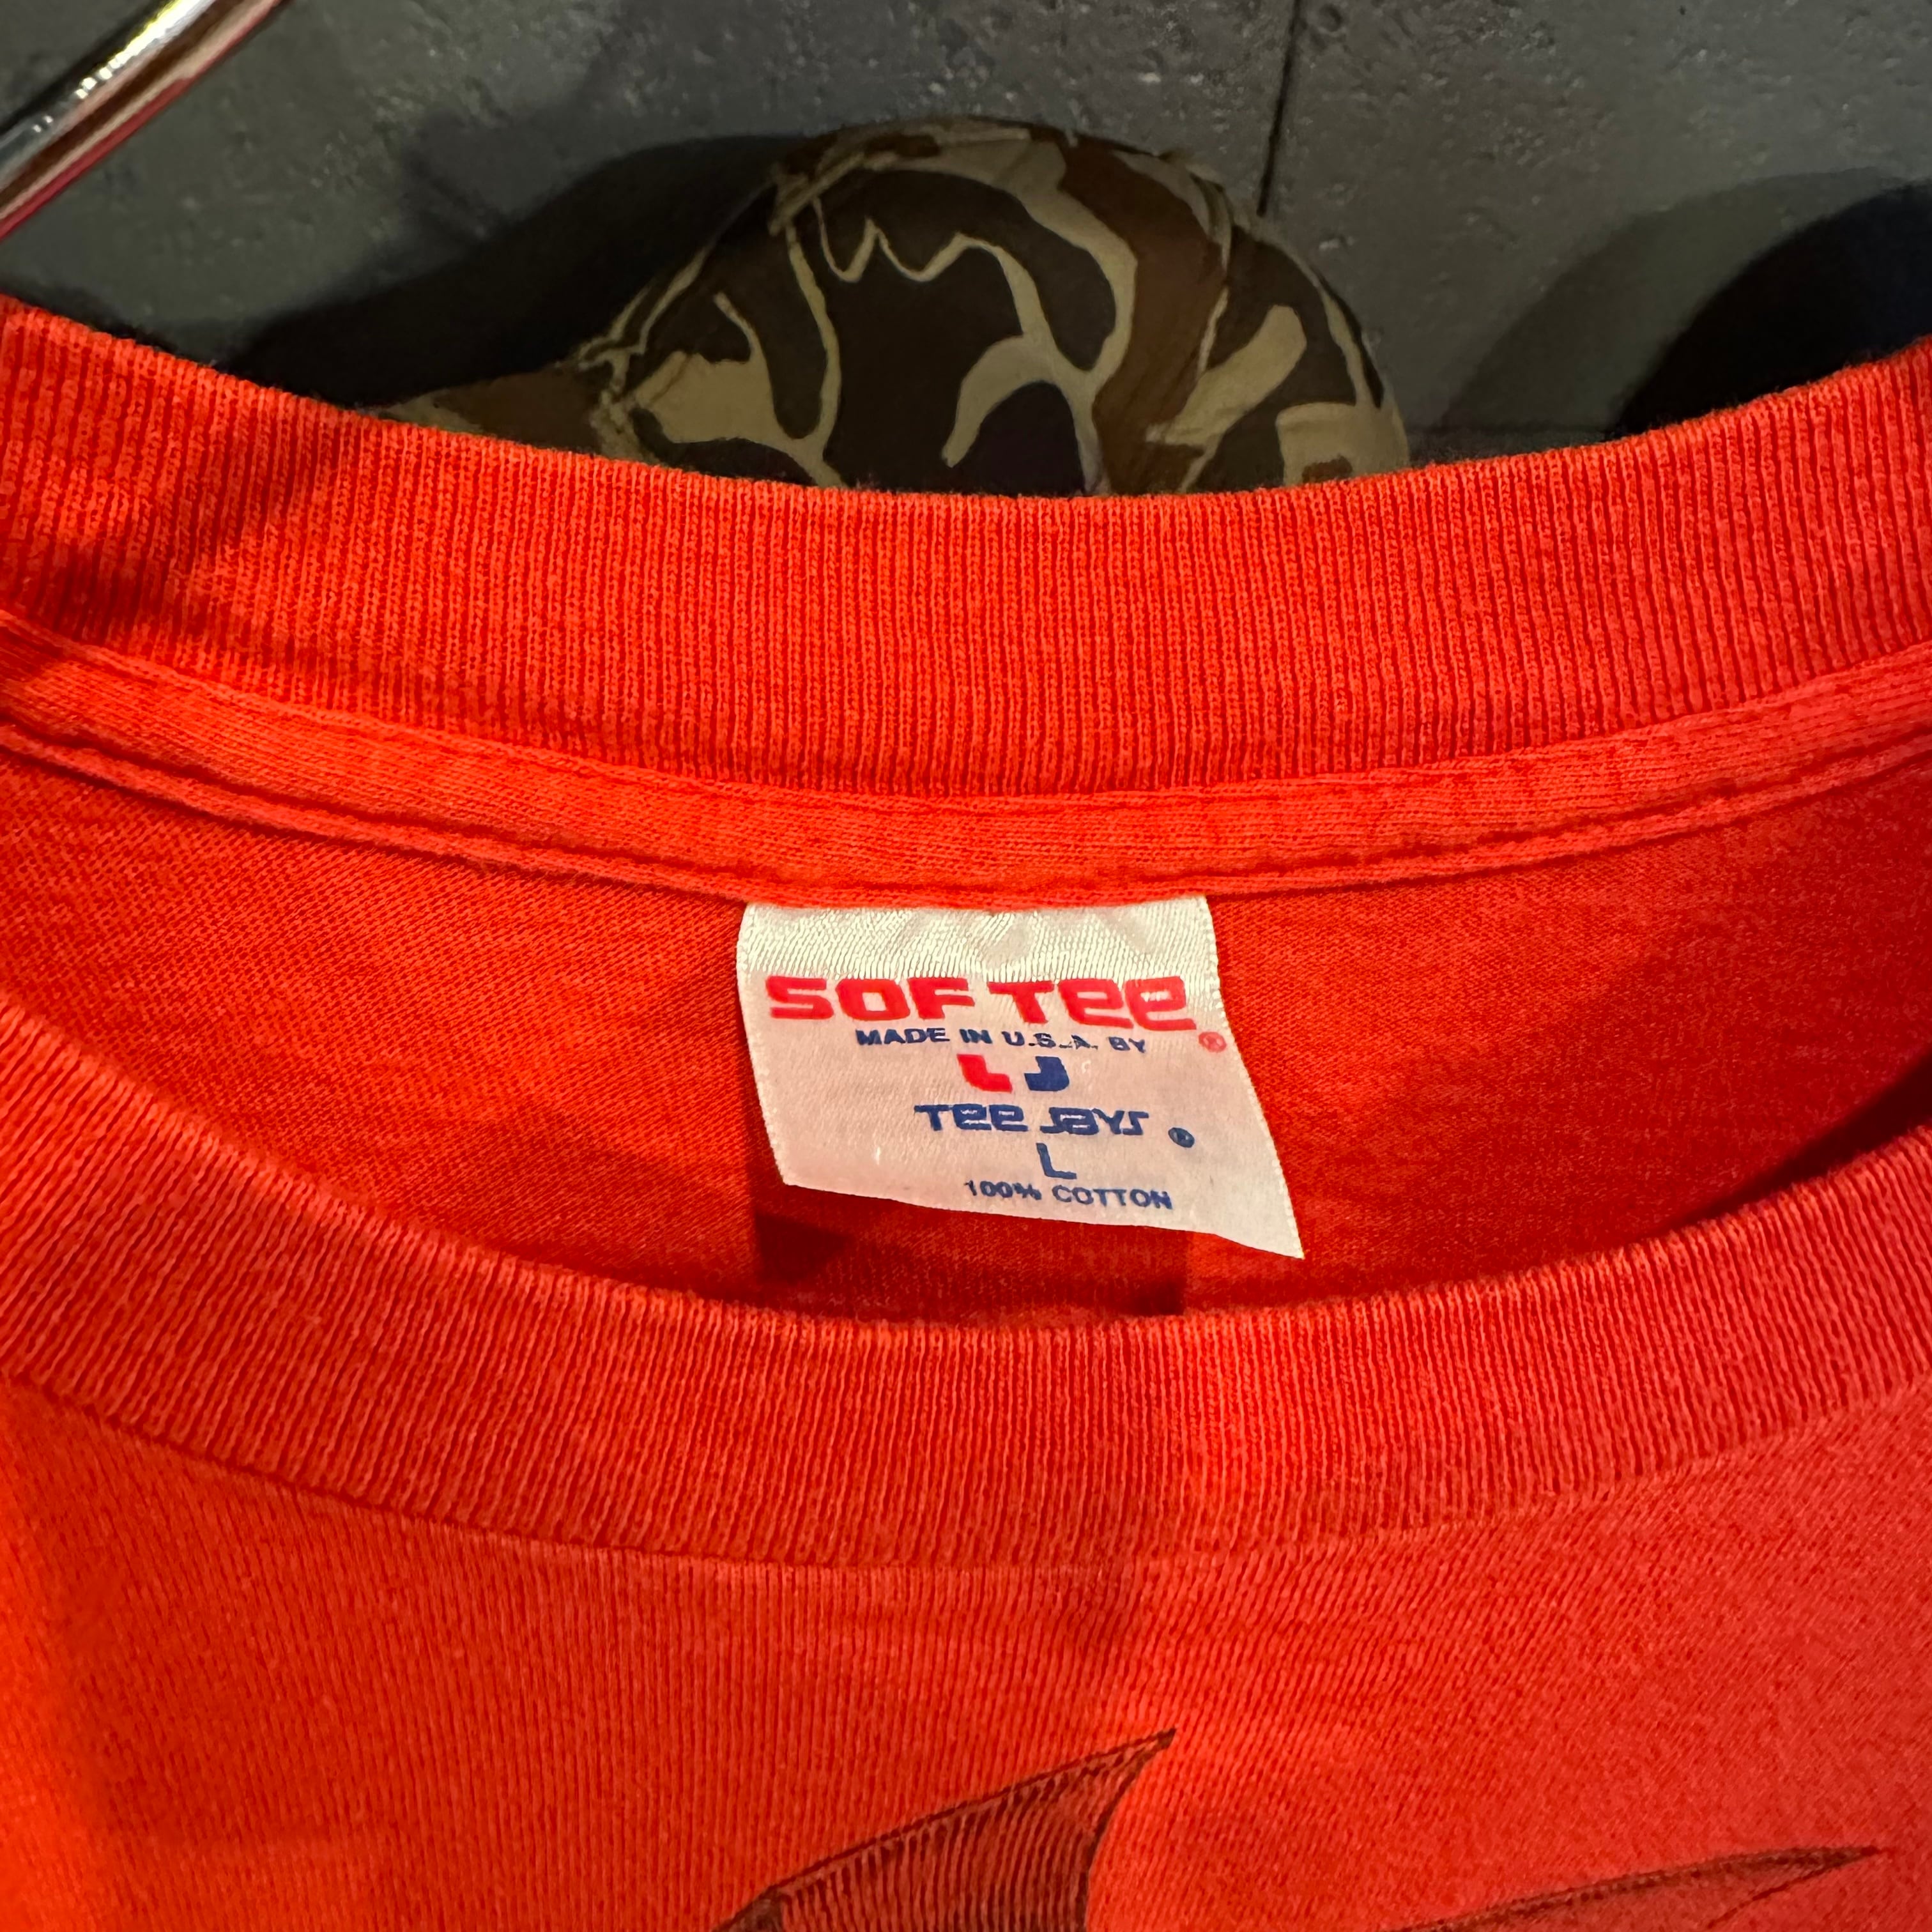 SOF TEE®
MADE IN U.S.A. BY
TEE JAYS®
L
100% COTTON